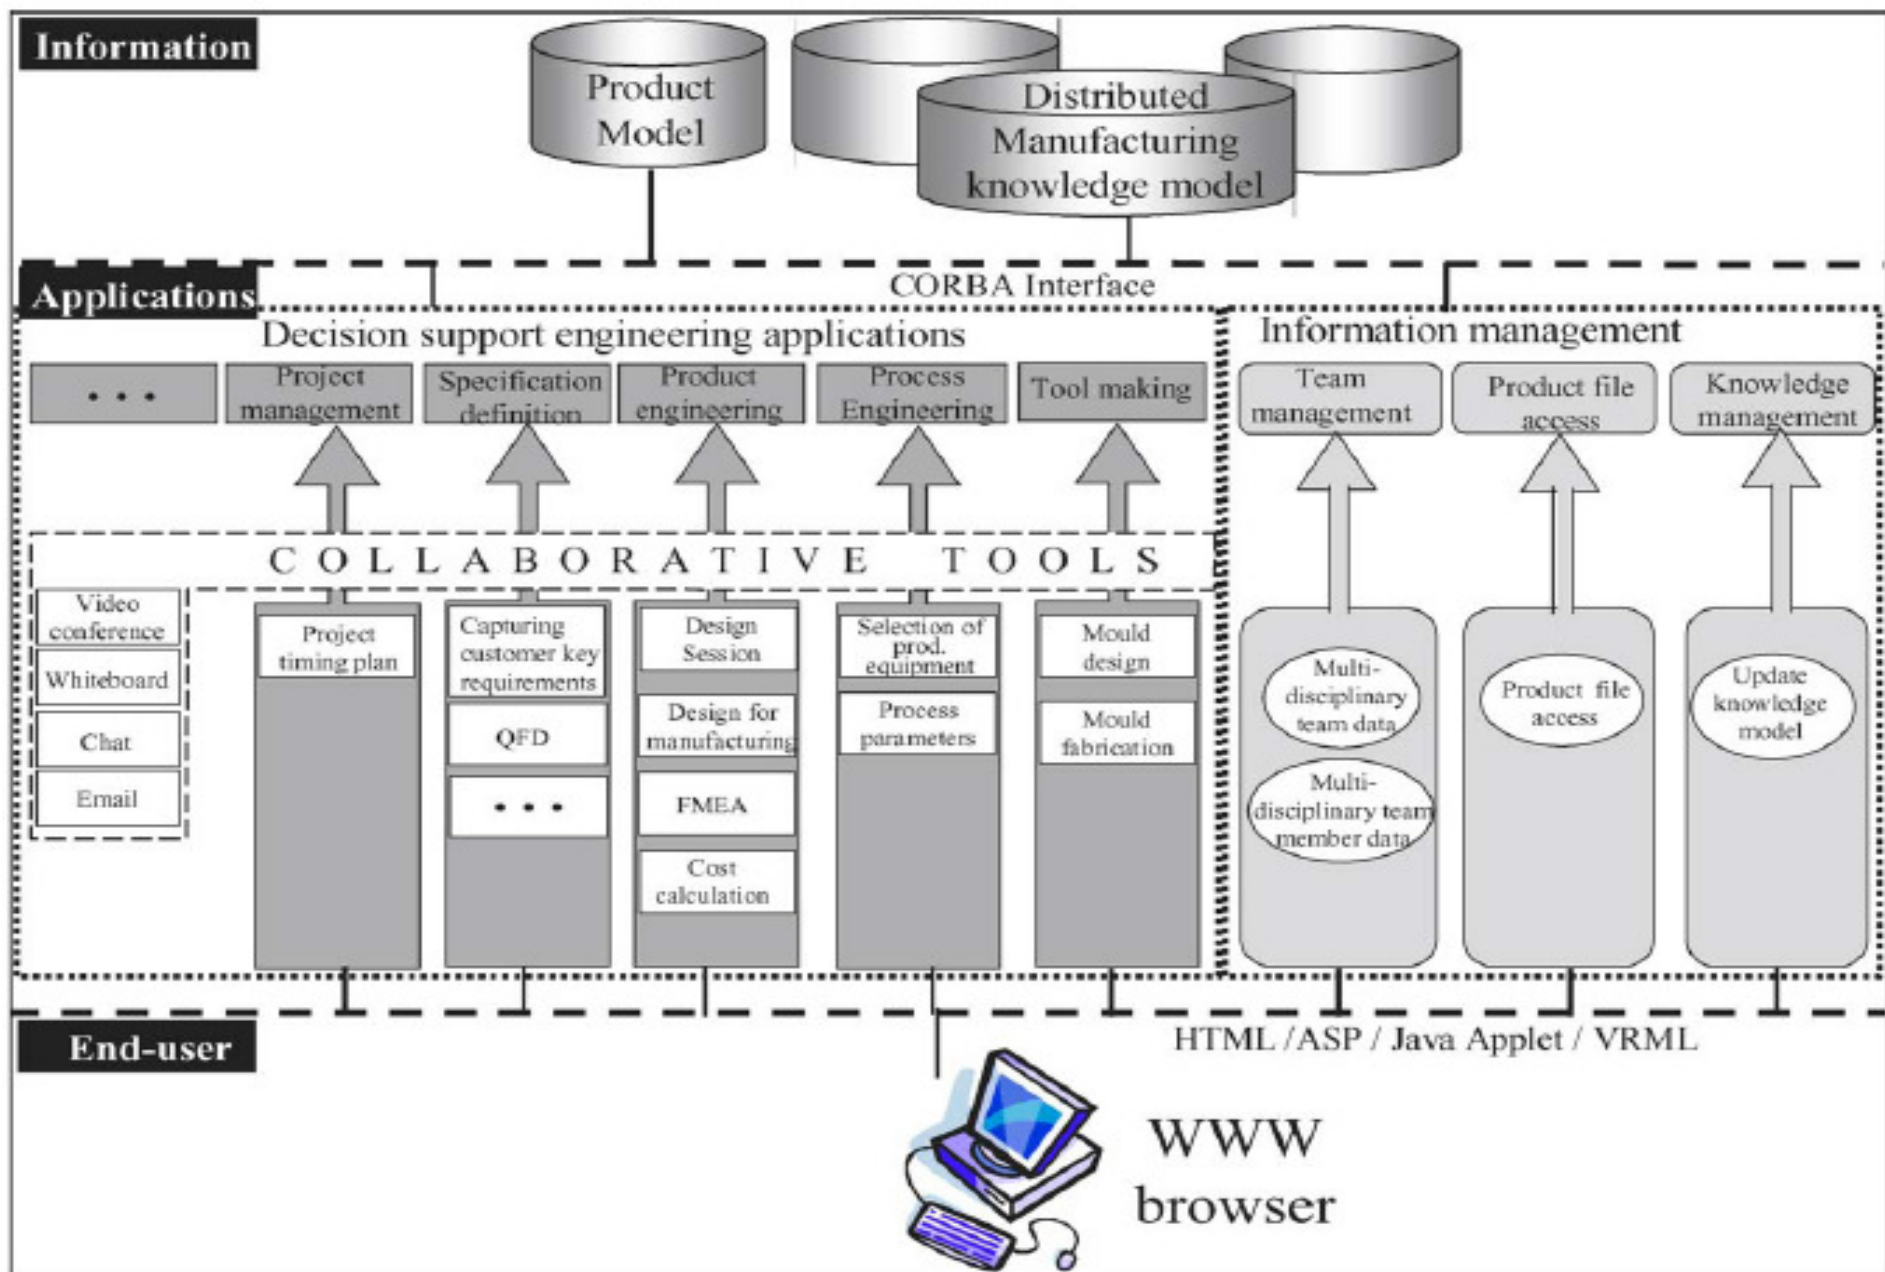 Information
Product
Model
Distributed
Manufacturing
knowledge model
Applications
CORBA Interface
Decision support engineering applications
Information management
• • •
Project
management
Specification
definition
Product
engineering
Process
Engineering
Tool making
Team
management
Product file
access
Knowledge
management
COLLABORATIVE TOOLS
Video
conference
Whiteboard
Chat
Email
Project
timing plan
Capturing
customer key
requirements
QFD
• • •
Design
Session
Design for
manufacturing
FMEA
Cost
calculation
Selection of
prod.
equipment
Process
parameters
Mould
design
Mould
fabrication
Multi-
disciplinary
team data
Multi-
disciplinary team
member data
Product file
access
Update
knowledge
model
End-user
HTML /ASP / Java Applet / VRML
WWW
browser